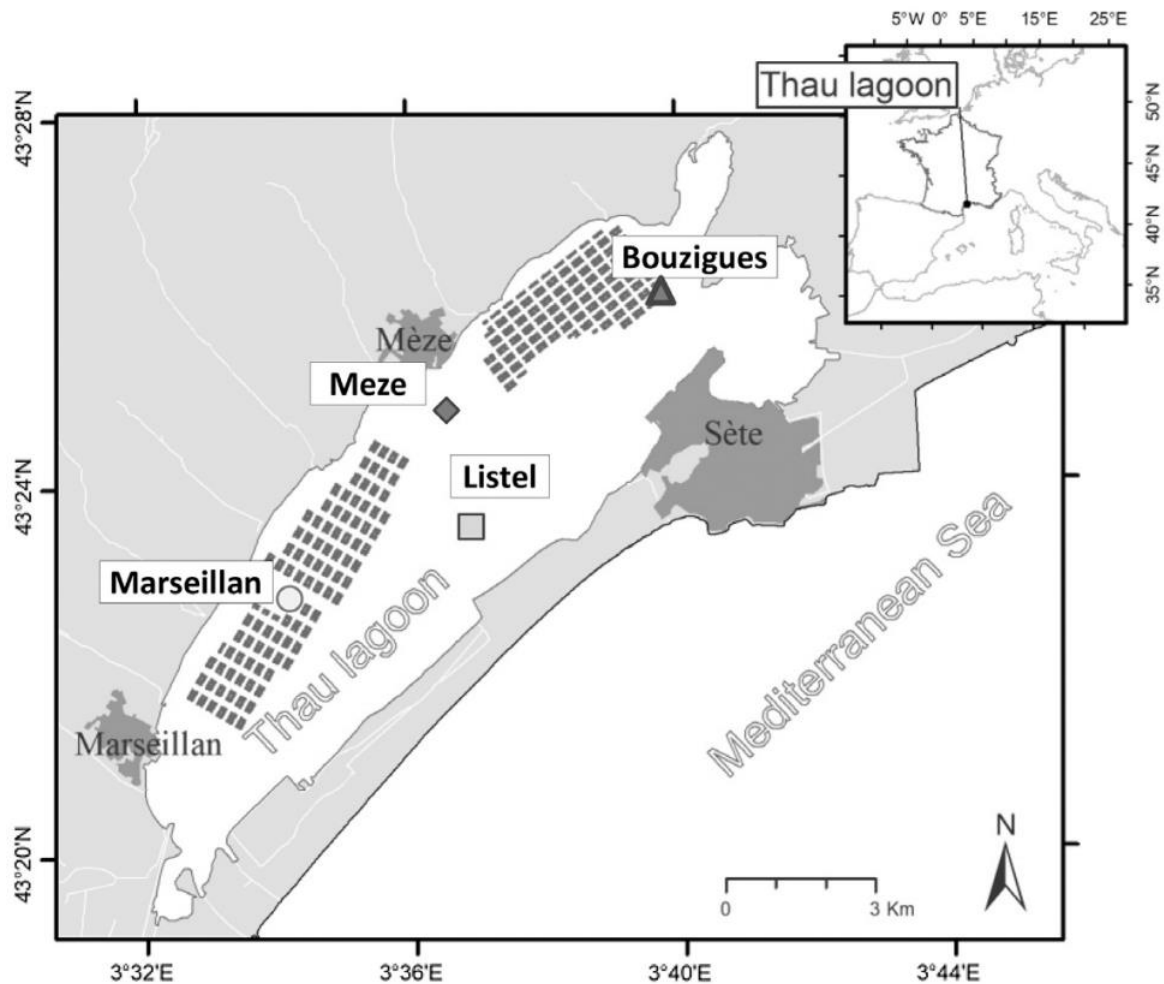 5°W 0° 5°E 15°E 25°E
Thau lagoon
50°N
45°N
40°N
35°N
43°28'N
Bouzigues
Mèze
Meze
Sète
Listel
43°24'N
Marseillan
Thau lagoon
Mediterranean Sea
Marseillan
43°20'N
N
0 3 Km
3°32'E 3°36'E 3°40'E 3°44'E